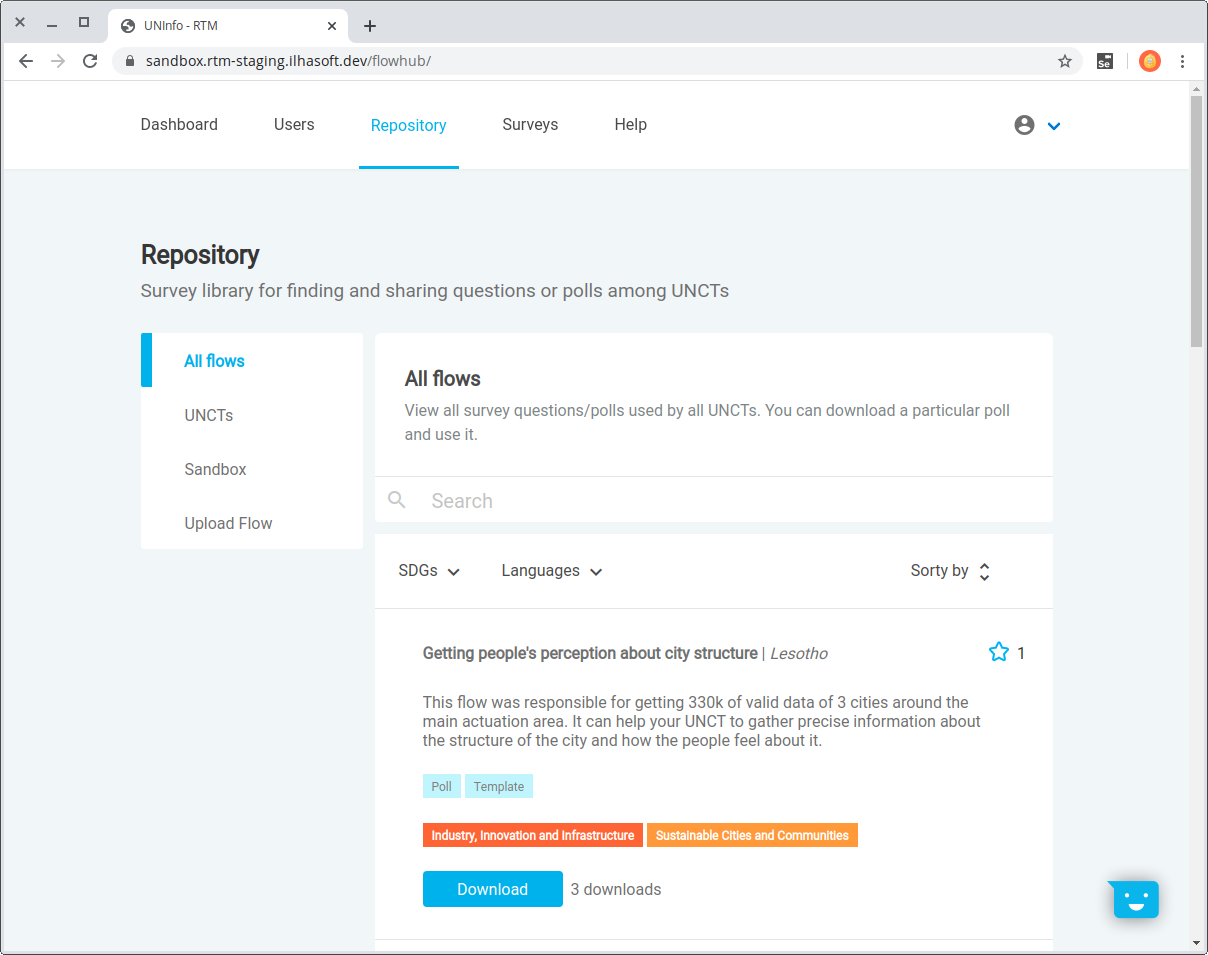 UNInfo - RTM
sandbox.rtm-staging.ilhasoft.dev/flowhub/
Se
Dashboard Users Repository Surveys Help
Repository
Survey library for finding and sharing questions or polls among UNCTs
All flows
UNCTs
Sandbox
Upload Flow
All flows
View all survey questions/polls used by all UNCTs. You can download a particular poll
and use it.
Search
SDGs Languages Sorty by
Getting people's perception about city structure | Lesotho 1
This flow was responsible for getting 330k of valid data of 3 cities around the
main actuation area. It can help your UNCT to gather precise information about
the structure of the city and how the people feel about it.
Poll Template
Industry, Innovation and Infrastructure Sustainable Cities and Communities
Download 3 downloads